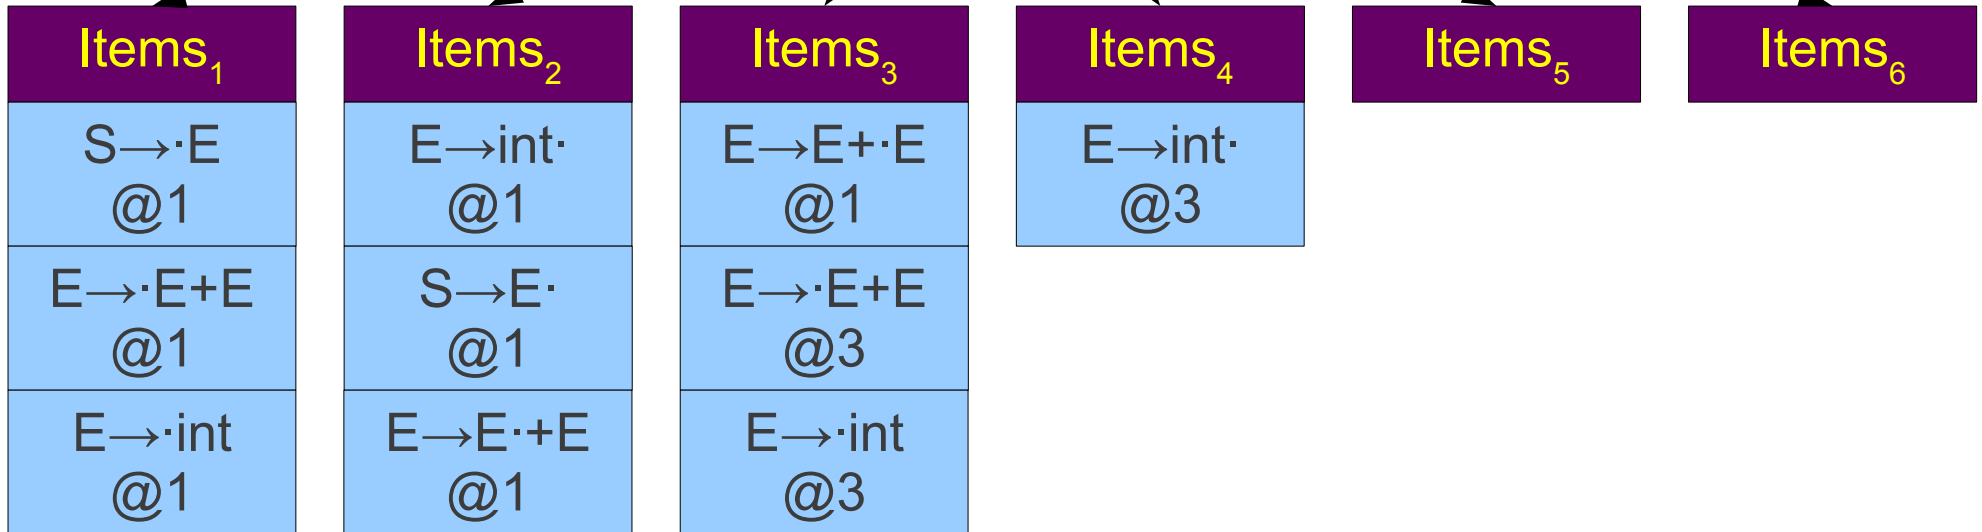 Items₁ Items₂ Items₃ Items₄ Items₅ Items₆
S→·E E→int· E→E+·E E→int·
@1 @1 @1 @3
E→·E+E S→E· E→·E+E
@1 @1 @3
E→·int E→E·+E E→·int
@1 @1 @3